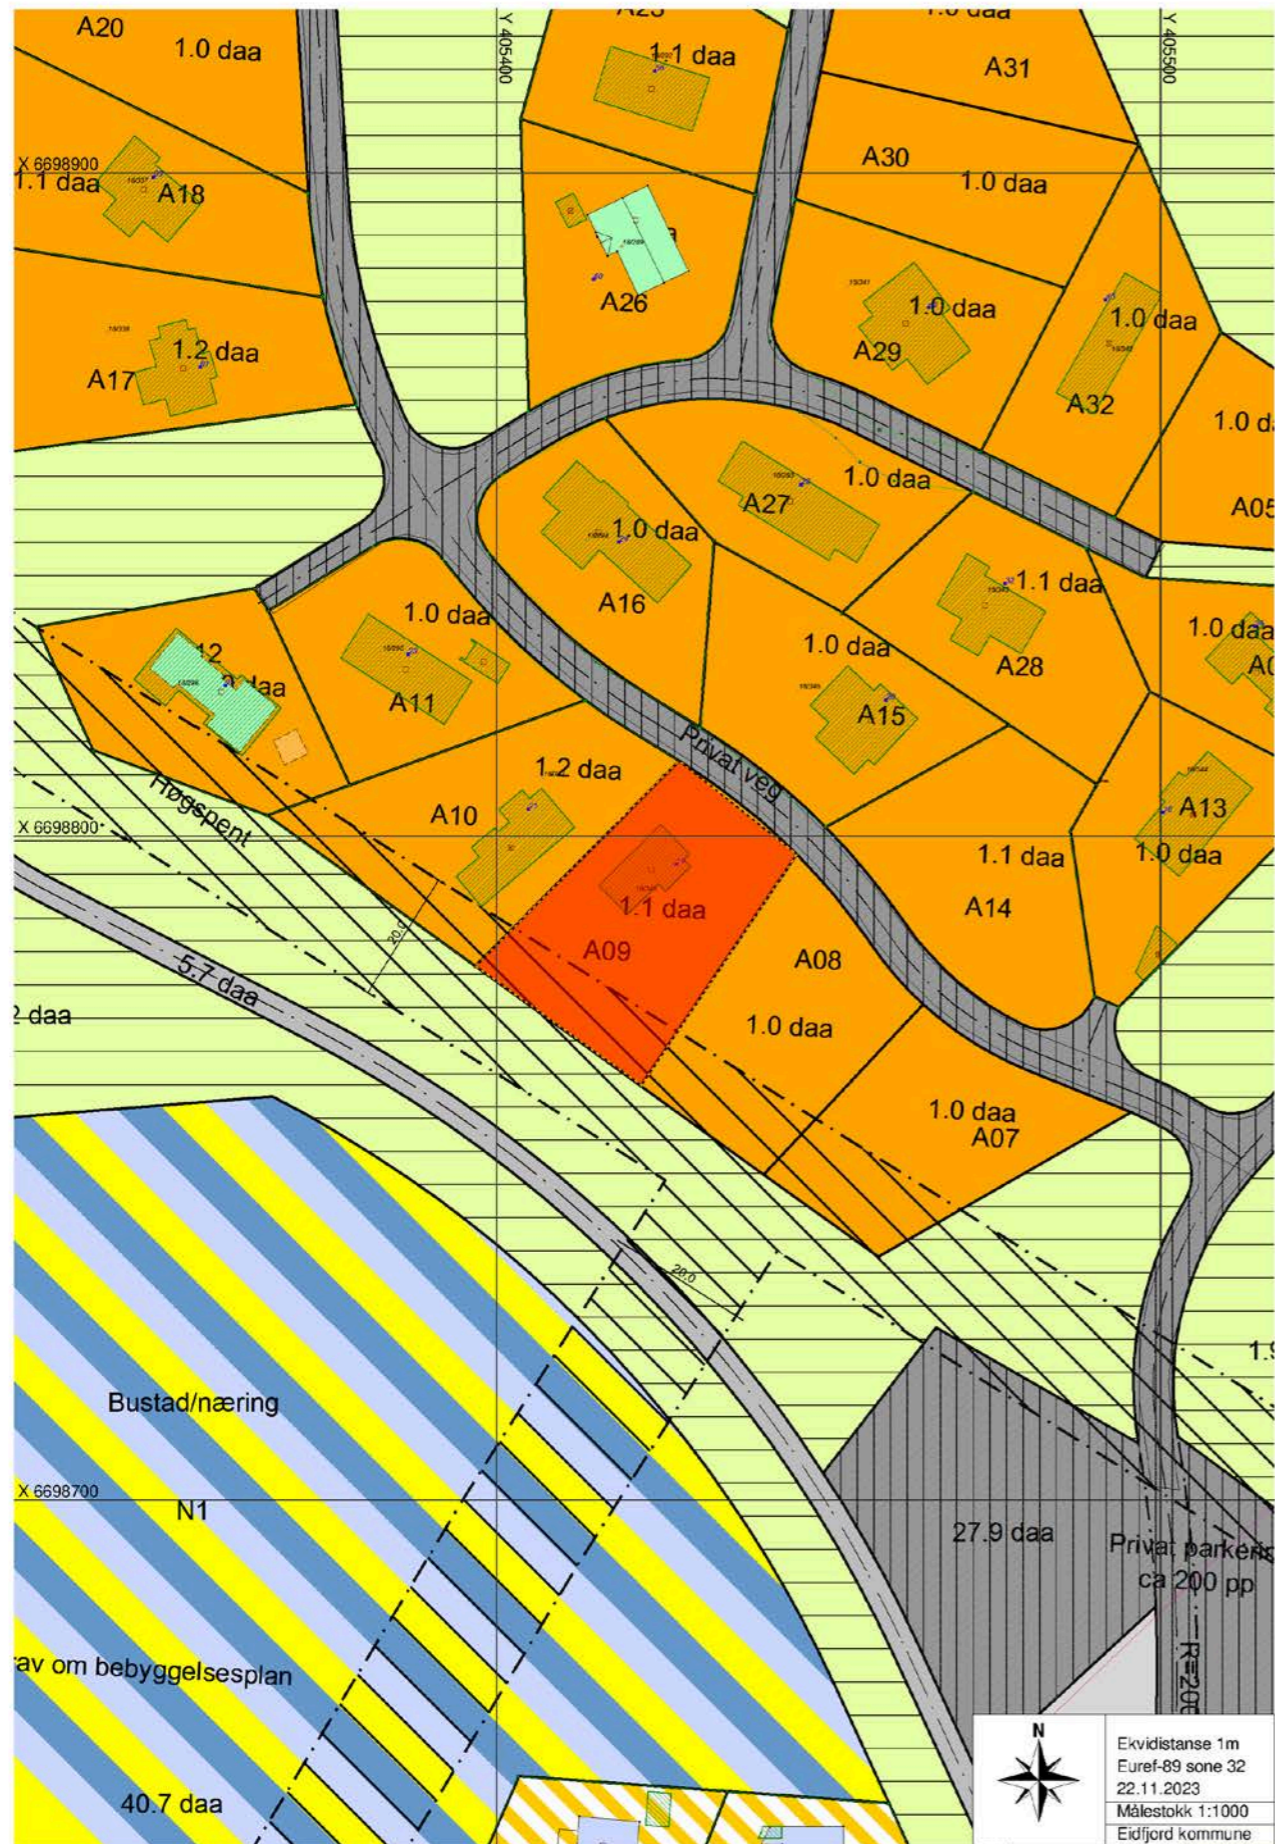 A20
1.0 daa
A25
1.1 daa
Y 405400
1.0 daa
A31
Y 405500
X 6698900
1.1 daa
A18
A30
1.0 daa
A26
A17
1.2 daa
A29
1.0 daa
1.0 daa
A32
1.0 d
A05
A27
1.0 daa
1.0 daa
A16
1.0 daa
A11
1.0 daa
A15
1.1 daa
A28
1.0 daa
Høgspent
A10
1.2 daa
Privat veg
A13
1.0 daa
X 6698800
1.1 daa
A09
1.1 daa
A14
A08
1.0 daa
20.0
5.7 daa
2 daa
1.0 daa
A07
20.0
Bustad/næring
X 6698700
N1
27.9 daa
Privat parkerin
ca 200 pp
R=200
rav om bebyggelsesplan
40.7 daa
N
Ekvidistanse 1m
Euref-89 sone 32
22.11.2023
Målestokk 1:1000
Eidfjord kommune